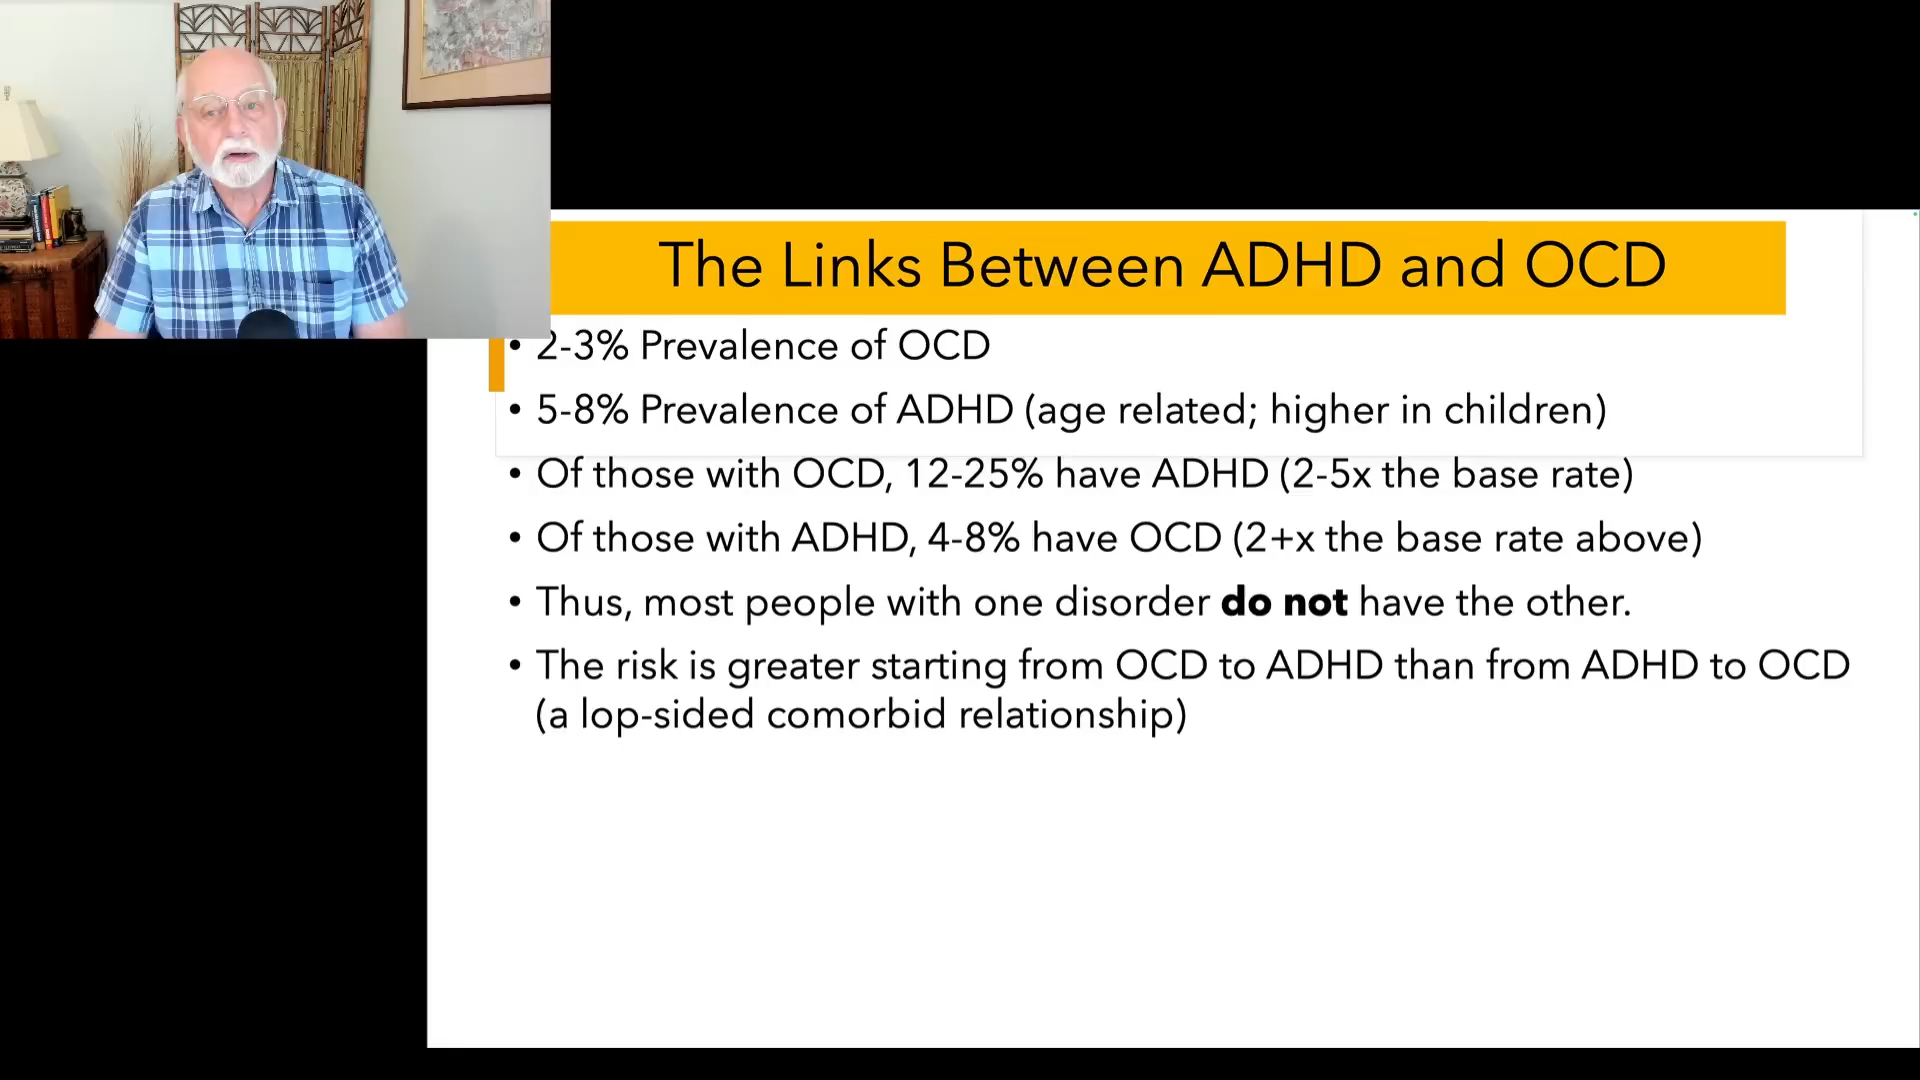 The Links Between ADHD and OCD
• 2-3% Prevalence of OCD
• 5-8% Prevalence of ADHD (age related; higher in children)
• Of those with OCD, 12-25% have ADHD (2-5x the base rate)
• Of those with ADHD, 4-8% have OCD (2+x the base rate above)
• Thus, most people with one disorder do not have the other.
• The risk is greater starting from OCD to ADHD than from ADHD to OCD
(a lop-sided comorbid relationship)